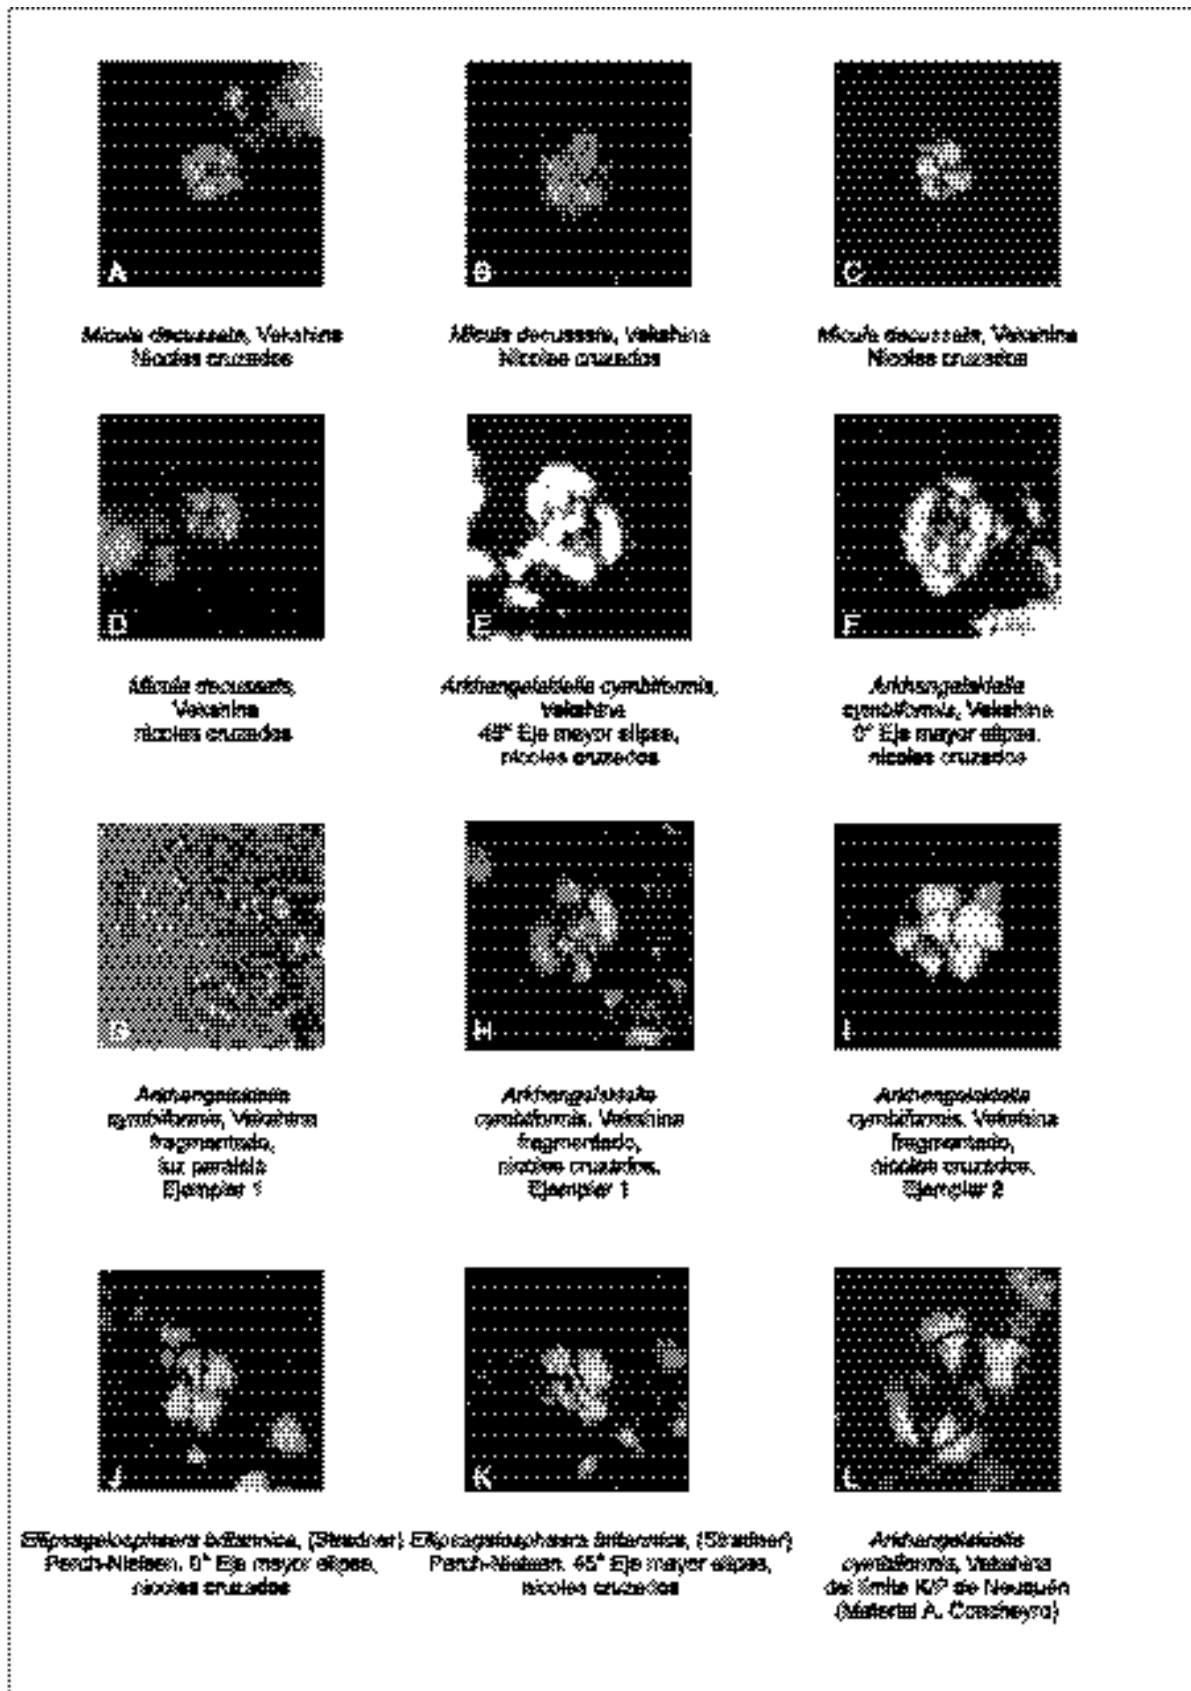 A
B
C
Micula decussata, Vekshina
Nicoles cruzados
Micula decussata, Vekshina
Nicoles cruzados
Micula decussata, Vekshina
Nicoles cruzados
D
E
F
Micula decussata,
Vekshina
nicoles cruzados
Arkhangelskiella cymbiformis,
Vekshina
45° Eje mayor elipse,
nicoles cruzados
Arkhangelskiella
cymbiformis, Vekshina
0° Eje mayor elipse.
nicoles cruzados
G
H
I
Arkhangelskiella
cymbiformis, Vekshina
fragmentado,
luz paralela
Ejemplar 1
Arkhangelskiella
cymbiformis. Vekshina
fragmentado,
nicoles cruzados.
Ejemplar 1
Arkhangelskiella
cymbiformis. Vekshina
fragmentado,
nicoles cruzados.
Ejemplar 2
J
K
L
Ellipsagelosphaera britannica, (Stradner)
Perch-Nielsen. 0° Eje mayor elipse,
nicoles cruzados
Ellipsagelosphaera britannica, (Stradner)
Perch-Nielsen. 45° Eje mayor elipse,
nicoles cruzados
Arkhangelskiella
cymbiformis, Vekshina
del límite K/P de Neuquén
(Material A. Concheyro)